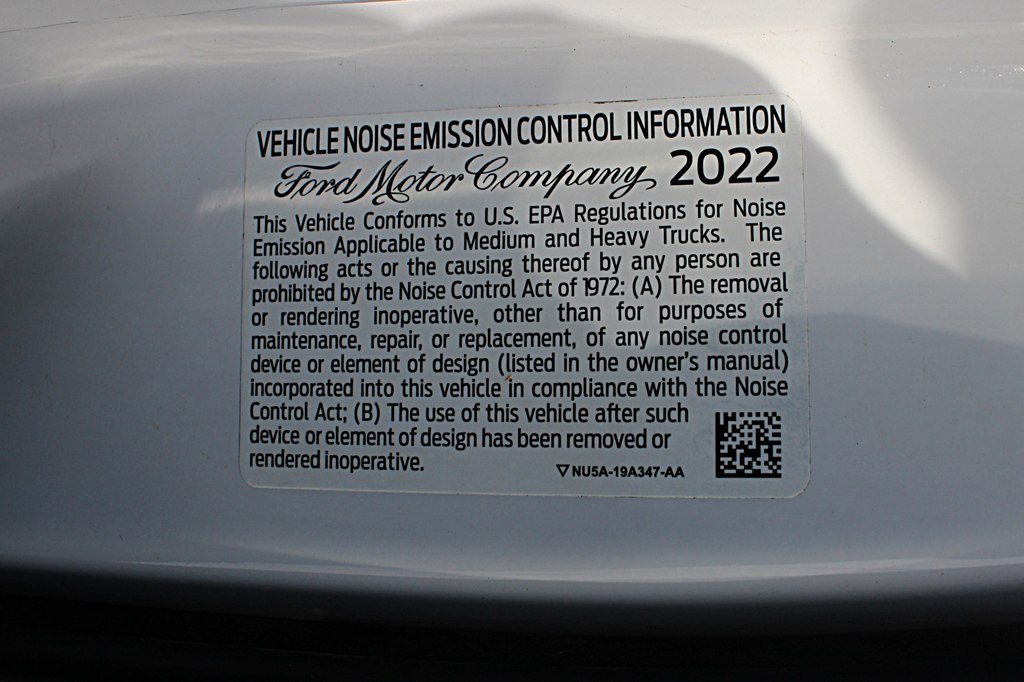 VEHICLE NOISE EMISSION CONTROL INFORMATION
Ford Motor Company 2022
This Vehicle Conforms to U.S. EPA Regulations for Noise
Emission Applicable to Medium and Heavy Trucks. The
following acts or the causing thereof by any person are
prohibited by the Noise Control Act of 1972: (A) The removal
or rendering inoperative, other than for purposes of
maintenance, repair, or replacement, of any noise control
device or element of design (listed in the owner's manual)
incorporated into this vehicle in compliance with the Noise
Control Act; (B) The use of this vehicle after such
device or element of design has been removed or
rendered inoperative.
▽NU5A-19A347-AA